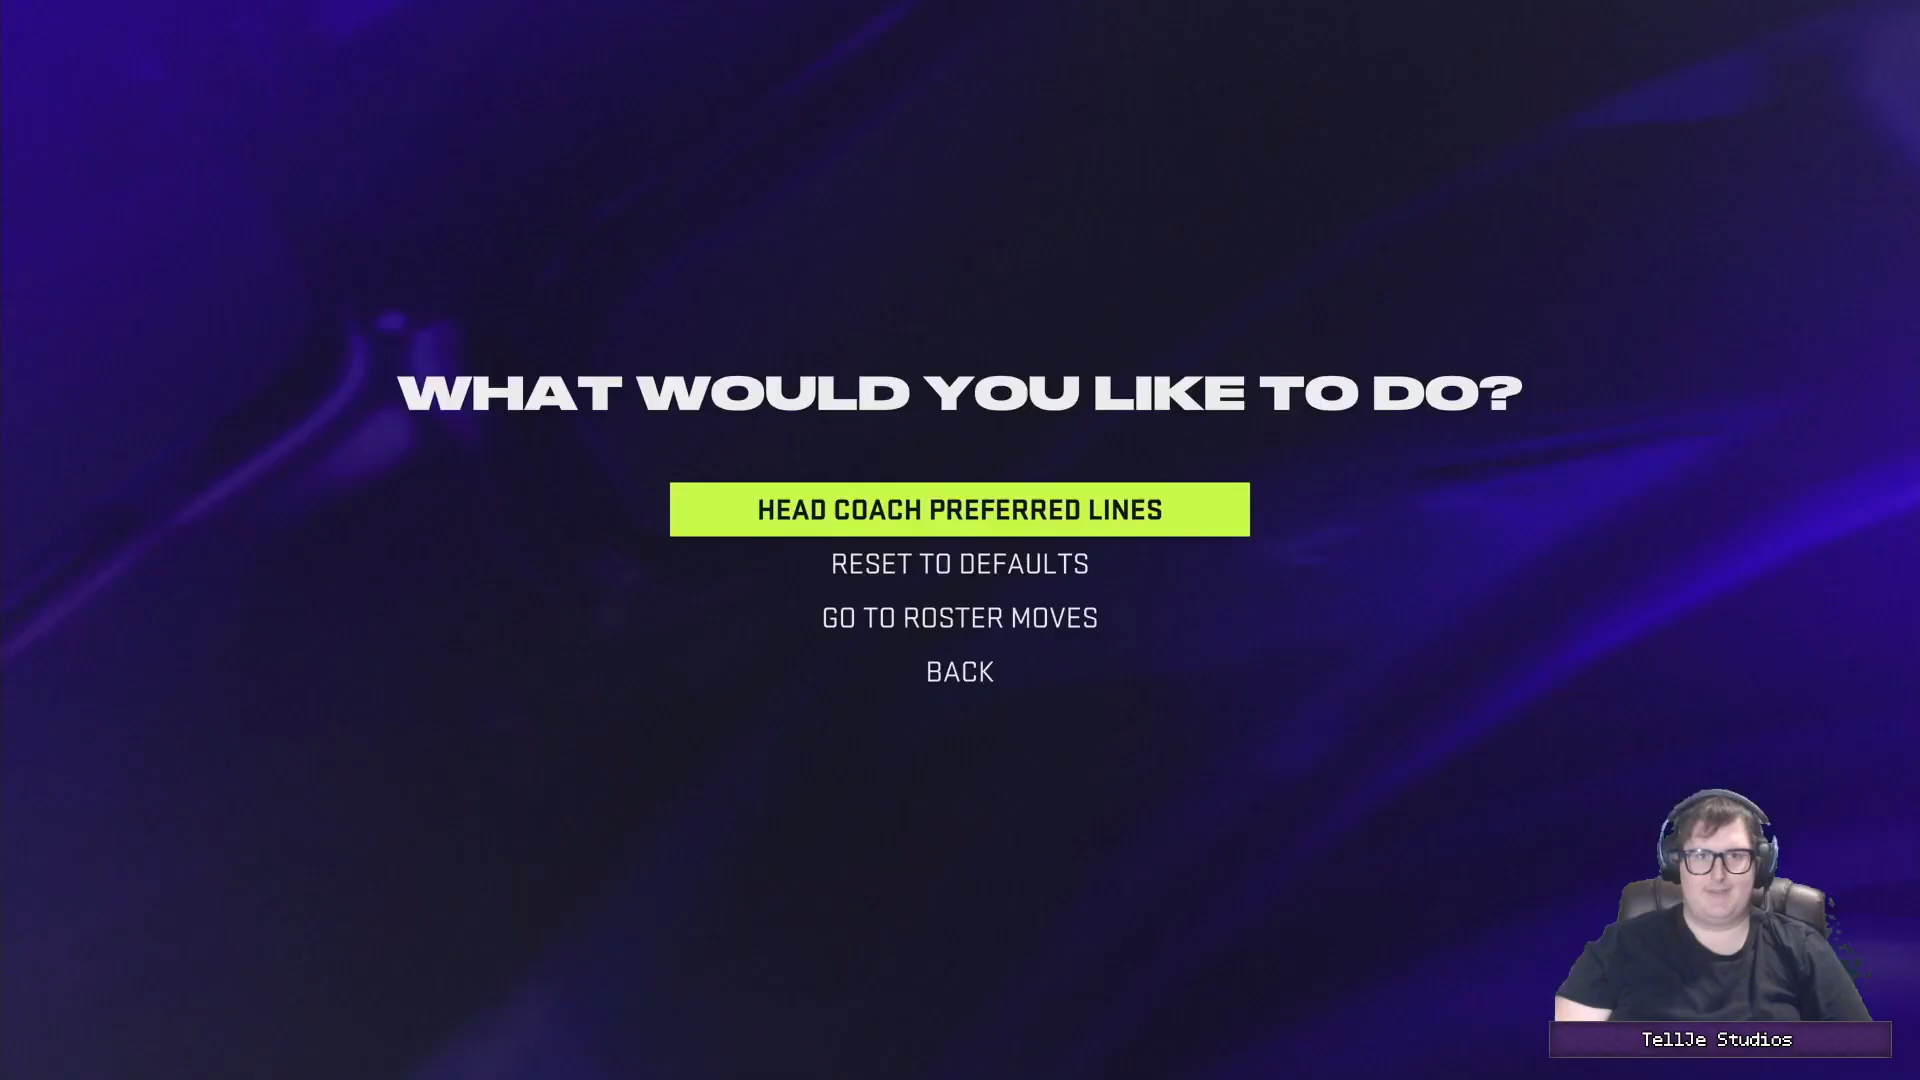 WHAT WOULD YOU LIKE TO DO?
HEAD COACH PREFERRED LINES
RESET TO DEFAULTS
GO TO ROSTER MOVES
BACK
TellJe Studios